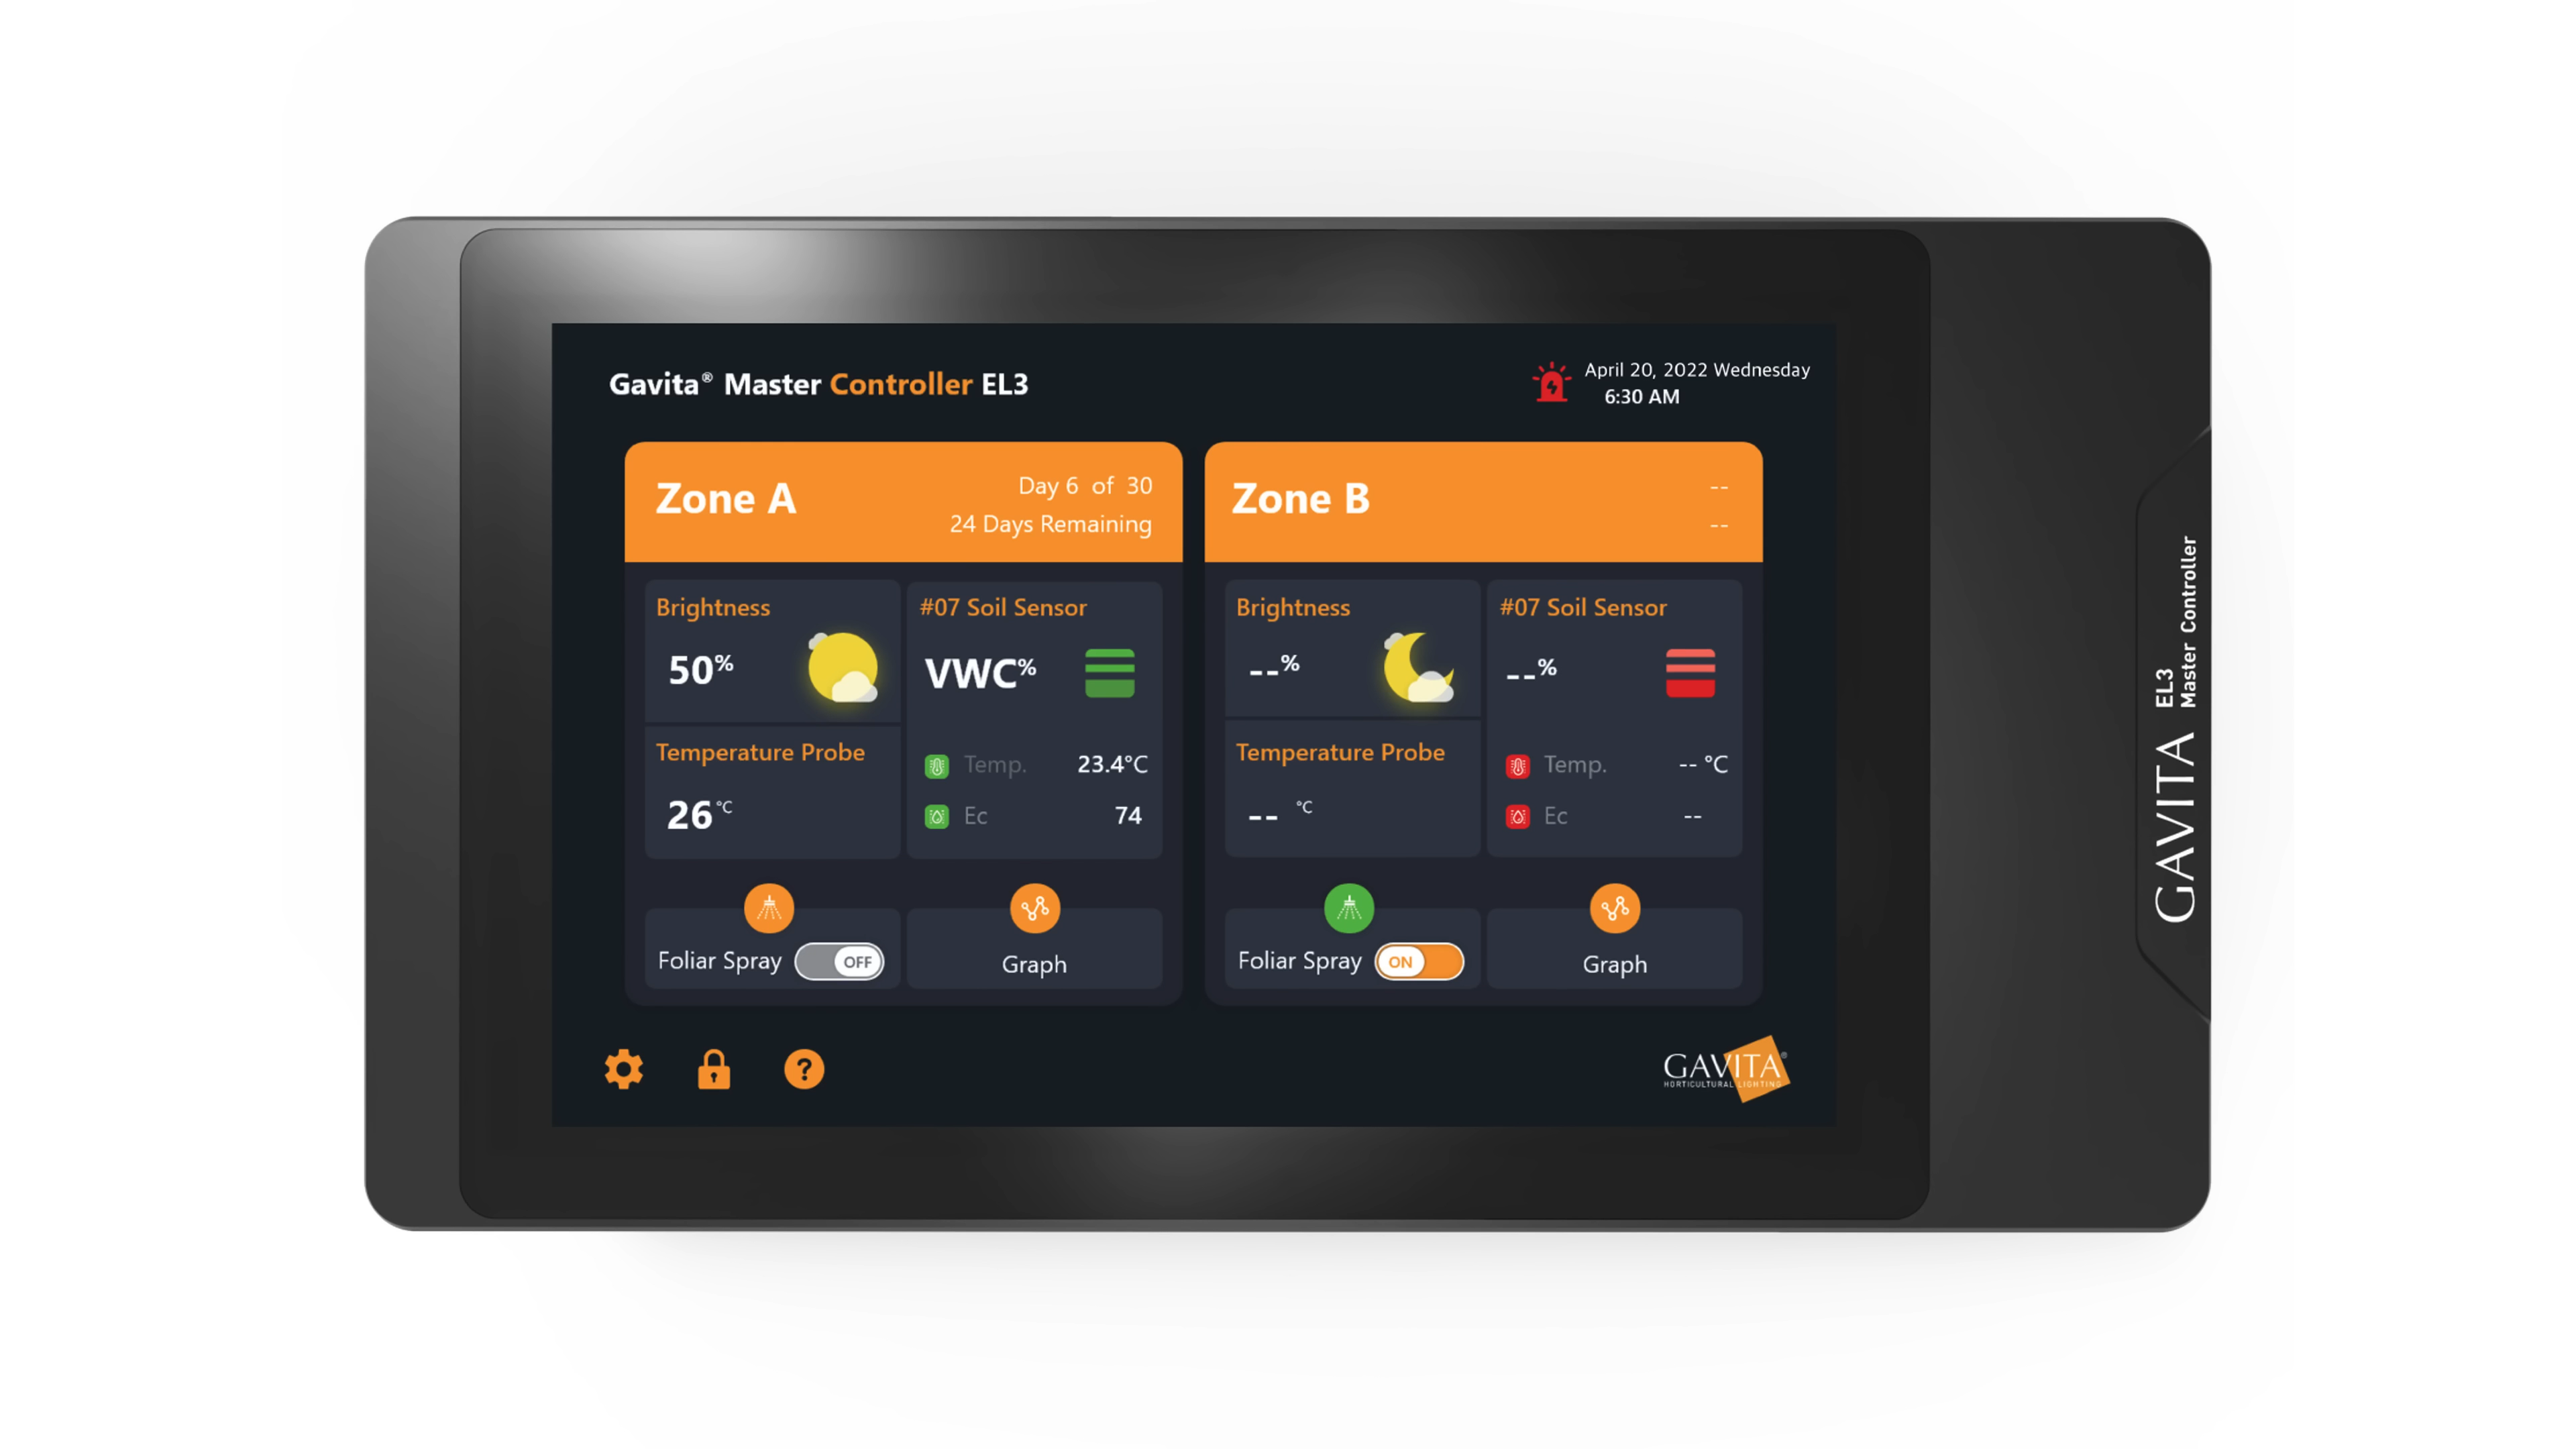 Gavita® Master Controller EL3
April 20, 2022 Wednesday
6:30 AM
Zone A
Day 6 of 30
24 Days Remaining
Brightness
50%
#07 Soil Sensor
VWC%
Temperature Probe
26 °C
Temp. 23.4°C
Ec 74
Foliar Spray OFF
Graph
Zone B
--
--
Brightness
--%
#07 Soil Sensor
--%
Temperature Probe
-- °C
Temp. -- °C
Ec --
Foliar Spray ON
Graph
?
GAVITA®
HORTICULTURAL LIGHTING
GAVITA EL3
Master Controller